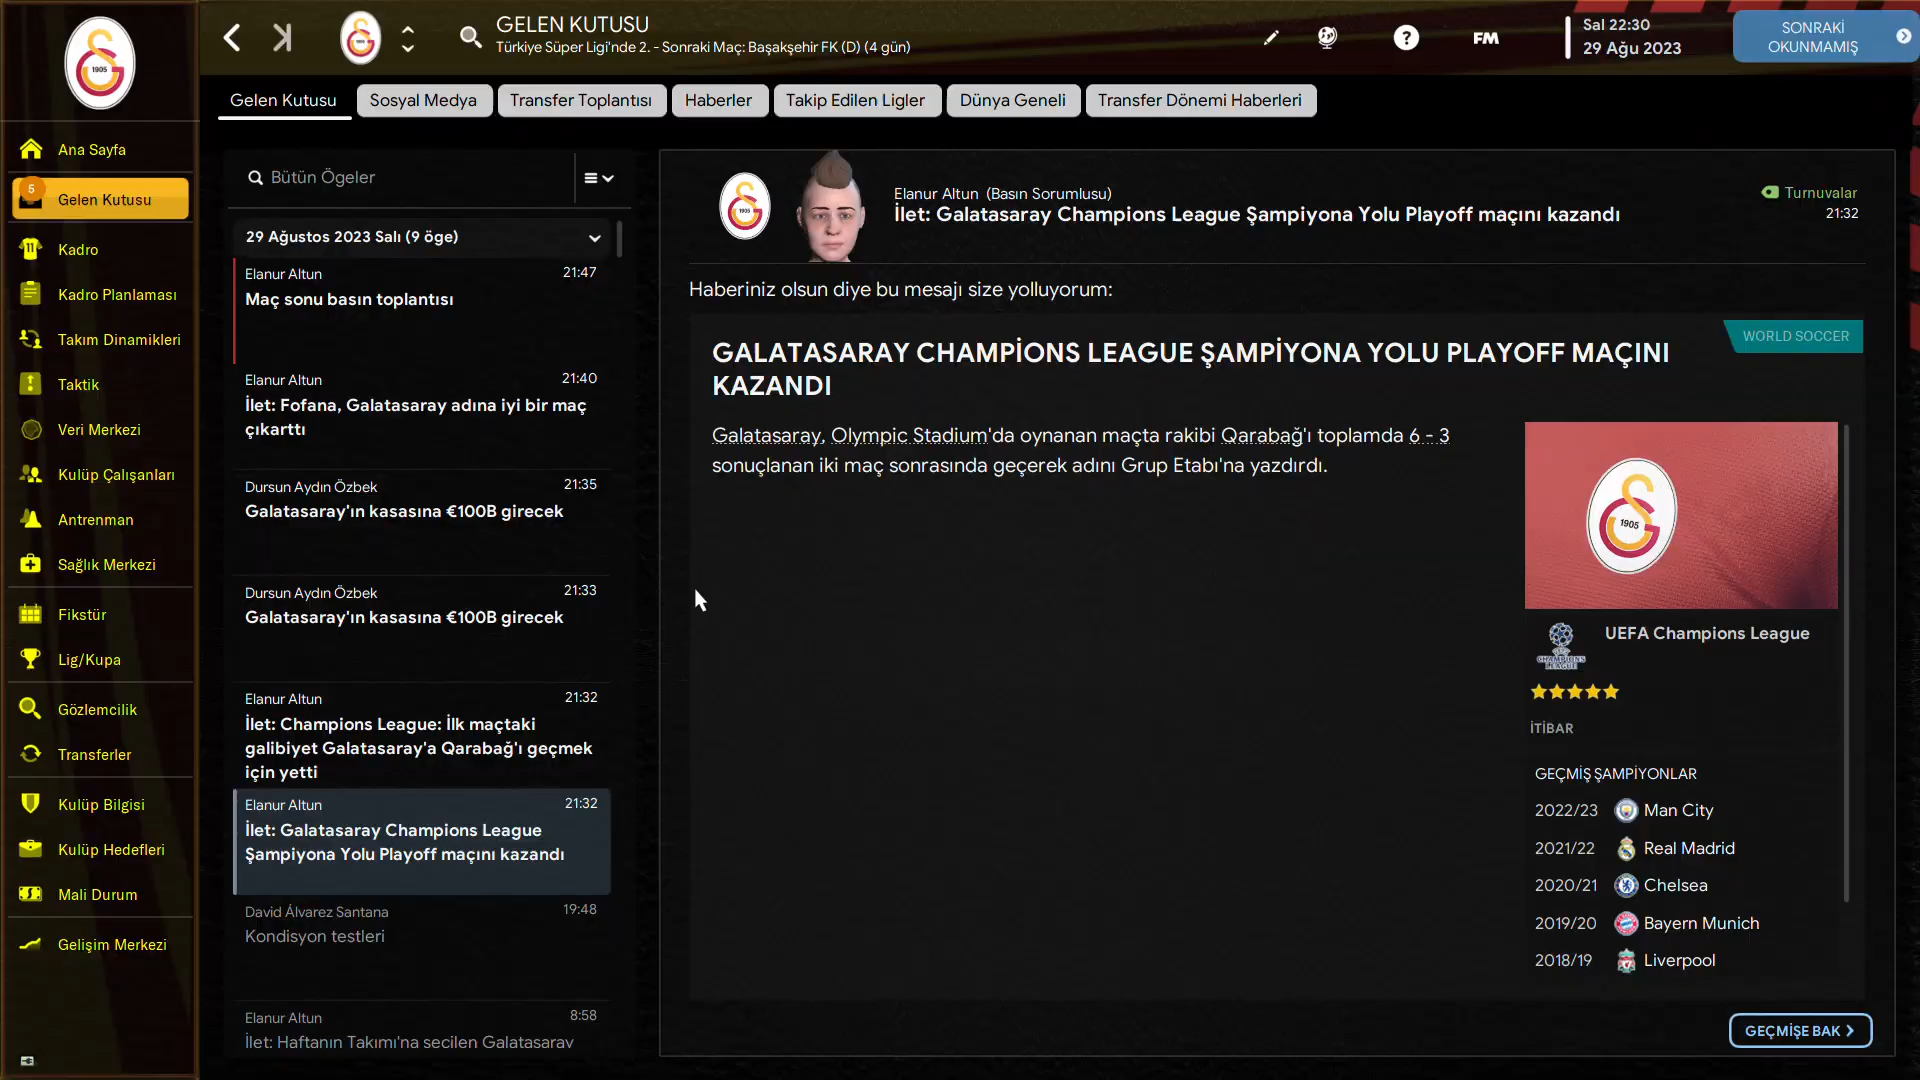 GELEN KUTUSU
Türkiye Süper Ligi'nde 2. - Sonraki Maç: Başakşehir FK (D) (4 gün)
FM
Sal 22:30
29 Ağu 2023
SONRAKİ
OKUNMAMIŞ
1905
Gelen Kutusu
Sosyal Medya
Transfer Toplantısı
Haberler
Takip Edilen Ligler
Dünya Geneli
Transfer Dönemi Haberleri
Ana Sayfa
5
Gelen Kutusu
Kadro
Kadro Planlaması
Takım Dinamikleri
Taktik
Veri Merkezi
Kulüp Çalışanları
Antrenman
Sağlık Merkezi
Fikstür
Lig/Kupa
Gözlemcilik
Transferler
Kulüp Bilgisi
Kulüp Hedefleri
Mali Durum
Gelişim Merkezi
Bütün Ögeler
29 Ağustos 2023 Salı (9 öge)
Elanur Altun 21:47
Maç sonu basın toplantısı
Elanur Altun 21:40
İlet: Fofana, Galatasaray adına iyi bir maç
çıkarttı
Dursun Aydın Özbek 21:35
Galatasaray'ın kasasına €100B girecek
Dursun Aydın Özbek 21:33
Galatasaray'ın kasasına €100B girecek
Elanur Altun 21:32
İlet: Champions League: İlk maçtaki
galibiyet Galatasaray'a Qarabağ'ı geçmek
için yetti
Elanur Altun 21:32
İlet: Galatasaray Champions League
Şampiyona Yolu Playoff maçını kazandı
David Álvarez Santana 19:48
Kondisyon testleri
Elanur Altun 8:58
İlet: Haftanın Takımı'na seçilen Galatasaray
1905
Elanur Altun (Basın Sorumlusu)
İlet: Galatasaray Champions League Şampiyona Yolu Playoff maçını kazandı
Turnuvalar
21:32
Haberiniz olsun diye bu mesajı size yolluyorum:
WORLD SOCCER
GALATASARAY CHAMPİONS LEAGUE ŞAMPİYONA YOLU PLAYOFF MAÇINI
KAZANDI
Galatasaray, Olympic Stadium'da oynanan maçta rakibi Qarabağ'ı toplamda 6 - 3
sonuçlanan iki maç sonrasında geçerek adını Grup Etabı'na yazdırdı.
1905
CHAMPIONS
LEAGUE
UEFA Champions League
İTİBAR
GEÇMİŞ ŞAMPİYONLAR
2022/23 Man City
2021/22 Real Madrid
2020/21 Chelsea
2019/20 Bayern Munich
2018/19 Liverpool
GEÇMİŞE BAK